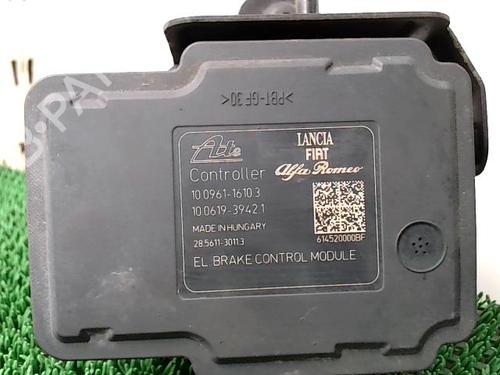 >PBT-GF30<
Ate
LANCIA
FIAT
Alfa Romeo
Controller
10.0961-1610.3
10.0619-3942.1
MADE IN HUNGARY
28.5611-3011.3
614520000BF
EL BRAKE CONTROL MODULE